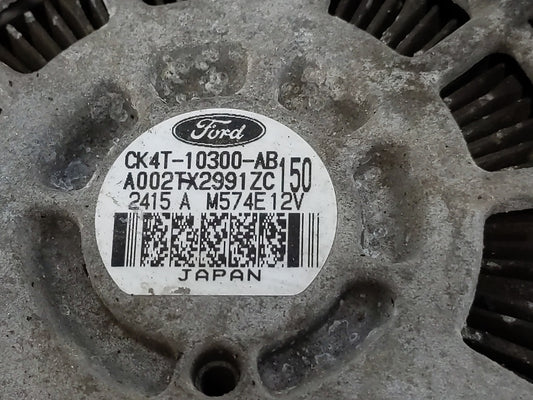 Ford
CK4T-10300-AB
A002TX2991ZC 150
2415 A M574E 12V
JAPAN